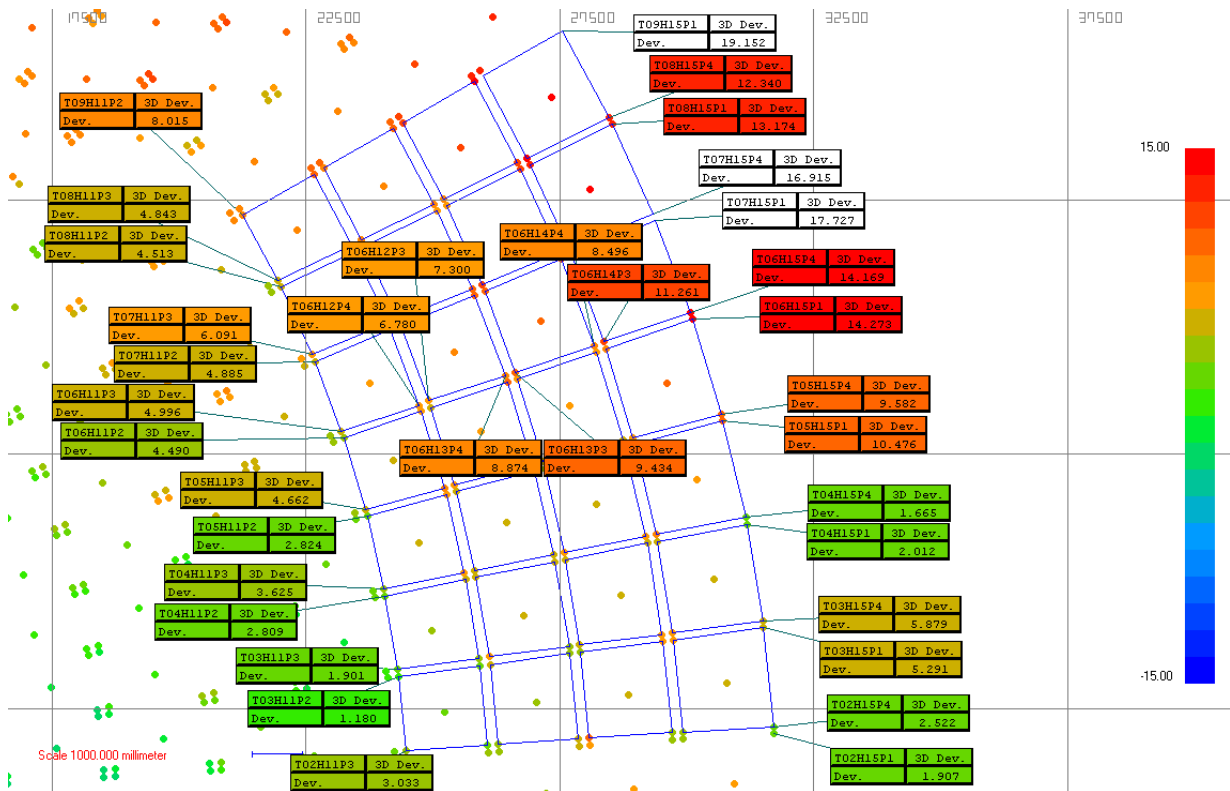 17500 22500 27500 32500 37500
T09H15P1 3D Dev.
Dev. 19.152
T08H15P4 3D Dev.
Dev. 12.340
T09H11P2 3D Dev.
Dev. 8.015
T08H15P1 3D Dev.
Dev. 13.174
15.00
T07H15P4 3D Dev.
Dev. 16.915
T08H11P3 3D Dev.
Dev. 4.843
T07H15P1 3D Dev.
Dev. 17.727
T08H11P2 3D Dev.
Dev. 4.513
T06H14P4 3D Dev.
Dev. 8.496
T06H12P3 3D Dev.
Dev. 7.300
T06H15P4 3D Dev.
Dev. 14.169
T06H14P3 3D Dev.
Dev. 11.261
T06H12P4 3D Dev.
Dev. 6.780
T06H15P1 3D Dev.
Dev. 14.273
T07H11P3 3D Dev.
Dev. 6.091
T07H11P2 3D Dev.
Dev. 4.885
T05H15P4 3D Dev.
Dev. 9.582
T06H11P3 3D Dev.
Dev. 4.996
T05H15P1 3D Dev.
Dev. 10.476
T06H11P2 3D Dev.
Dev. 4.490
T06H13P4 3D Dev.
Dev. 8.874
T06H13P3 3D Dev.
Dev. 9.434
T05H11P3 3D Dev.
Dev. 4.662
T04H15P4 3D Dev.
Dev. 1.665
T05H11P2 3D Dev.
Dev. 2.824
T04H15P1 3D Dev.
Dev. 2.012
T04H11P3 3D Dev.
Dev. 3.625
T03H15P4 3D Dev.
Dev. 5.879
T04H11P2 3D Dev.
Dev. 2.809
T03H15P1 3D Dev.
Dev. 5.291
T03H11P3 3D Dev.
Dev. 1.901
-15.00
T03H11P2 3D Dev.
Dev. 1.180
T02H15P4 3D Dev.
Dev. 2.522
Scale 1000.000 millimeter
T02H11P3 3D Dev.
Dev. 3.033
T02H15P1 3D Dev.
Dev. 1.907